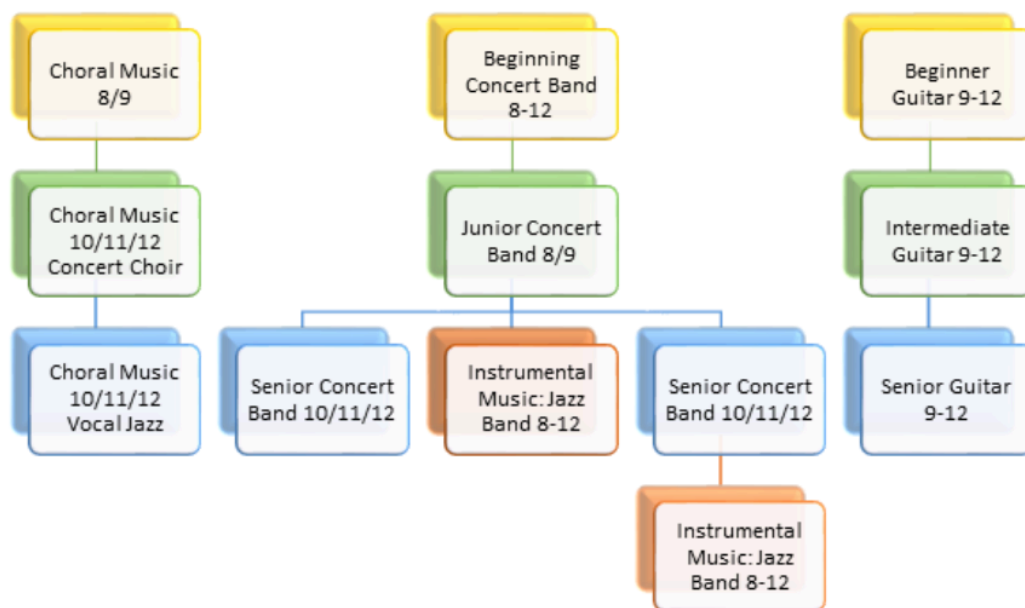 Choral Music
8/9
Beginning
Concert Band
8-12
Beginner
Guitar 9-12
Choral Music
10/11/12
Concert Choir
Junior Concert
Band 8/9
Intermediate
Guitar 9-12
Choral Music
10/11/12
Vocal Jazz
Senior Concert
Band 10/11/12
Instrumental
Music: Jazz
Band 8-12
Senior Concert
Band 10/11/12
Senior Guitar
9-12
Instrumental
Music: Jazz
Band 8-12